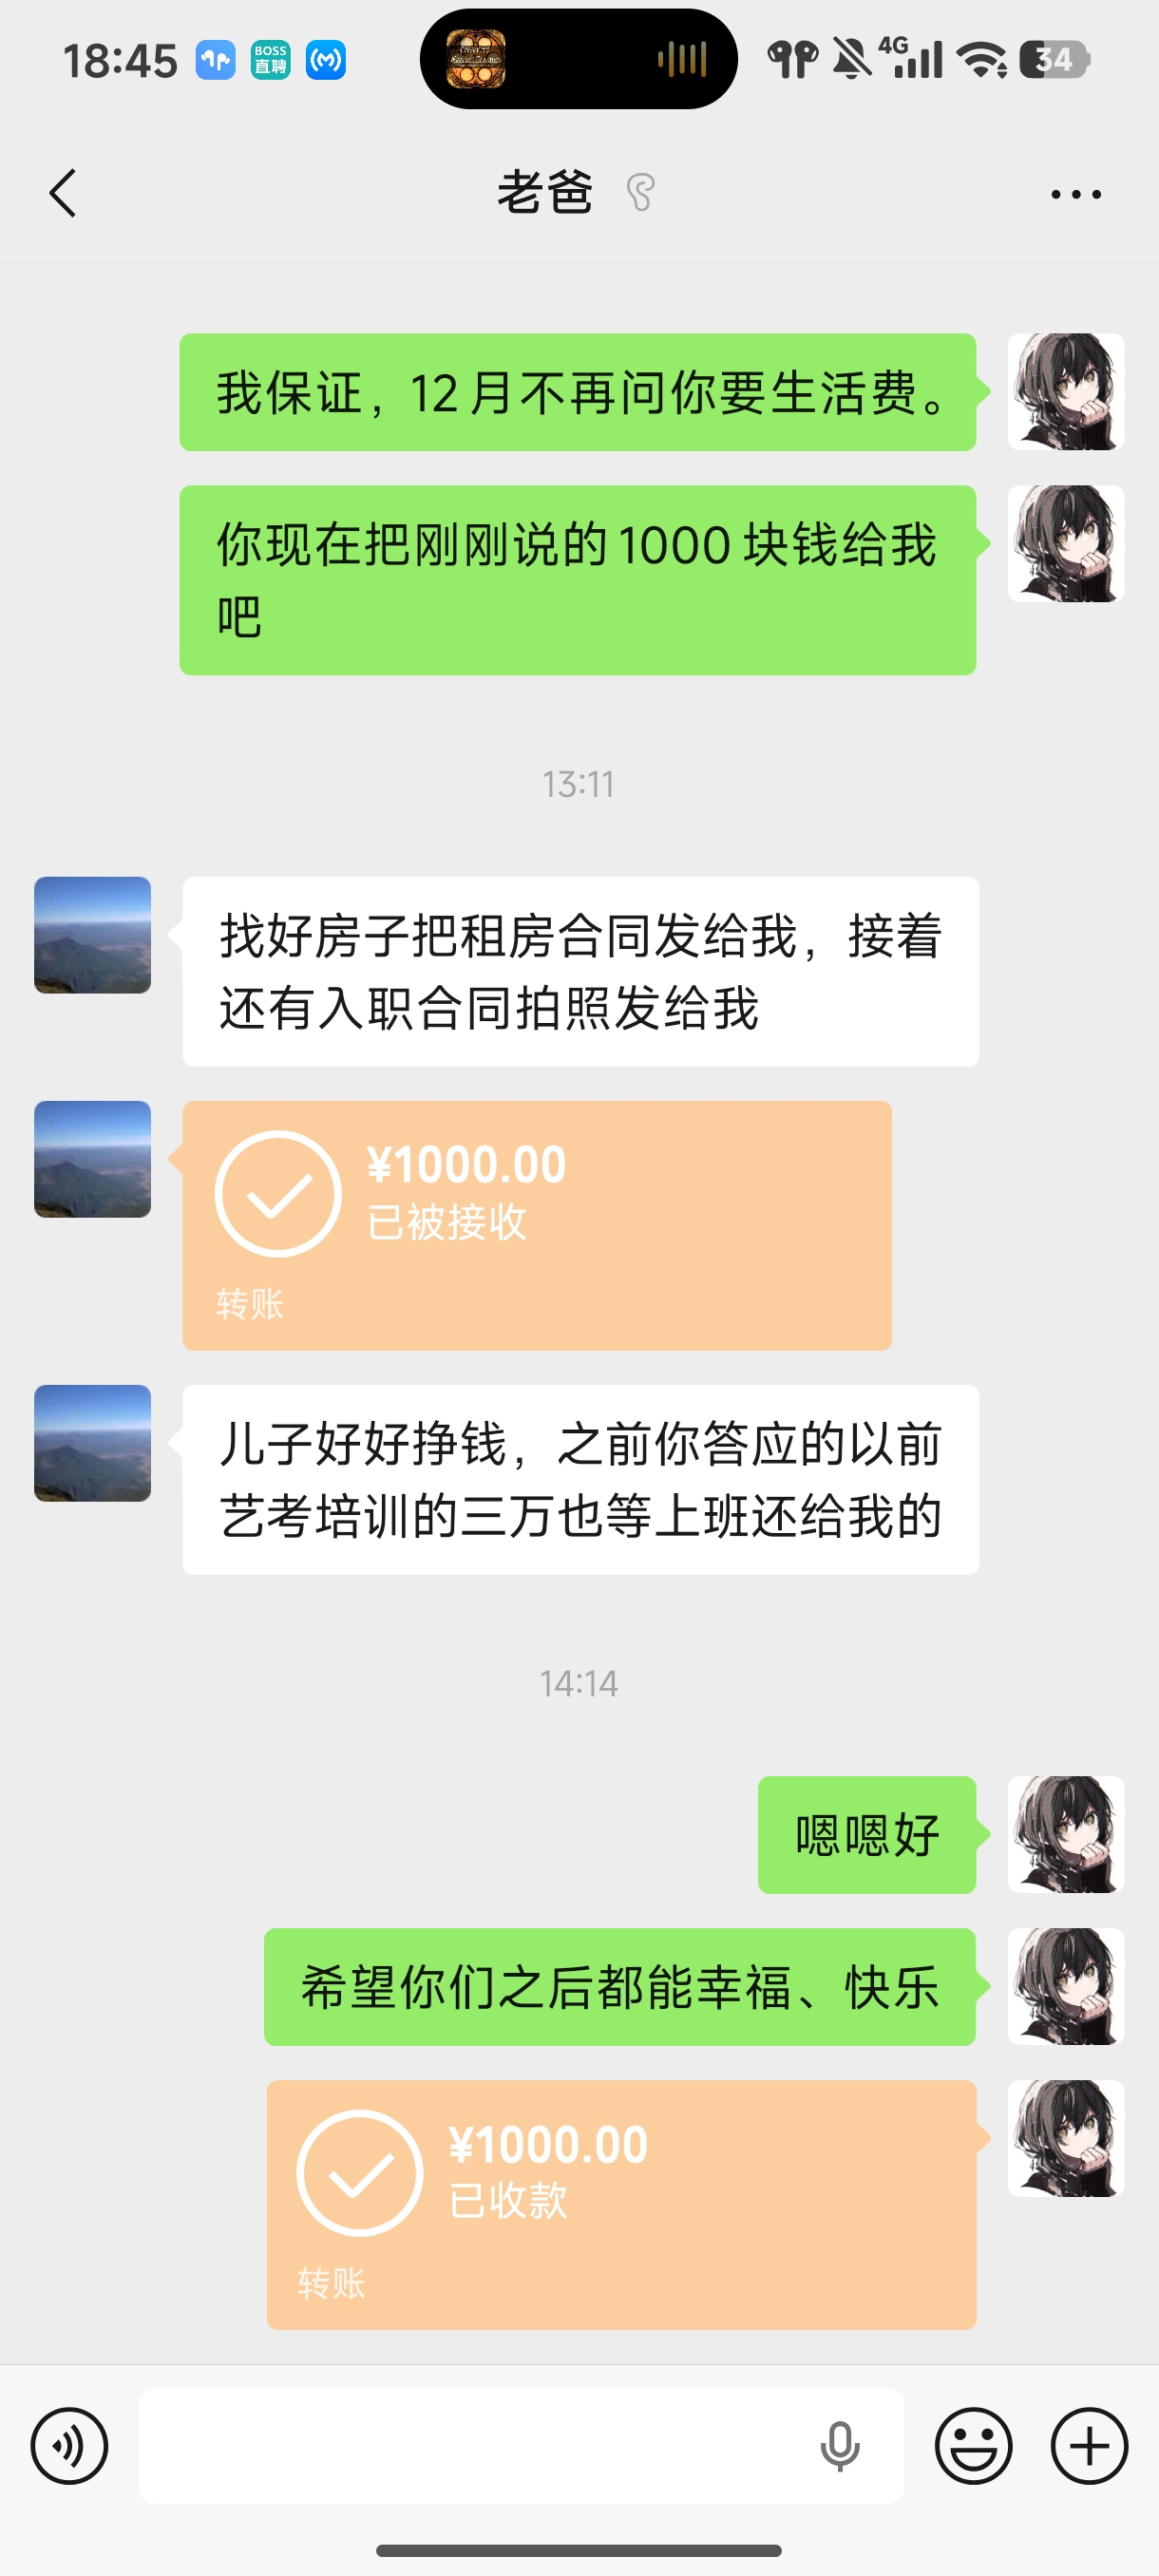 18:45
BOSS
直聘
4G
34
老爸
我保证，12月不再问你要生活费。
你现在把刚刚说的1000块钱给我
吧
13:11
找好房子把租房合同发给我，接着
还有入职合同拍照发给我
¥1000.00
已被接收
转账
儿子好好挣钱，之前你答应的以前
艺考培训的三万也等上班还给我的
14:14
嗯嗯好
希望你们之后都能幸福、快乐
¥1000.00
已收款
转账